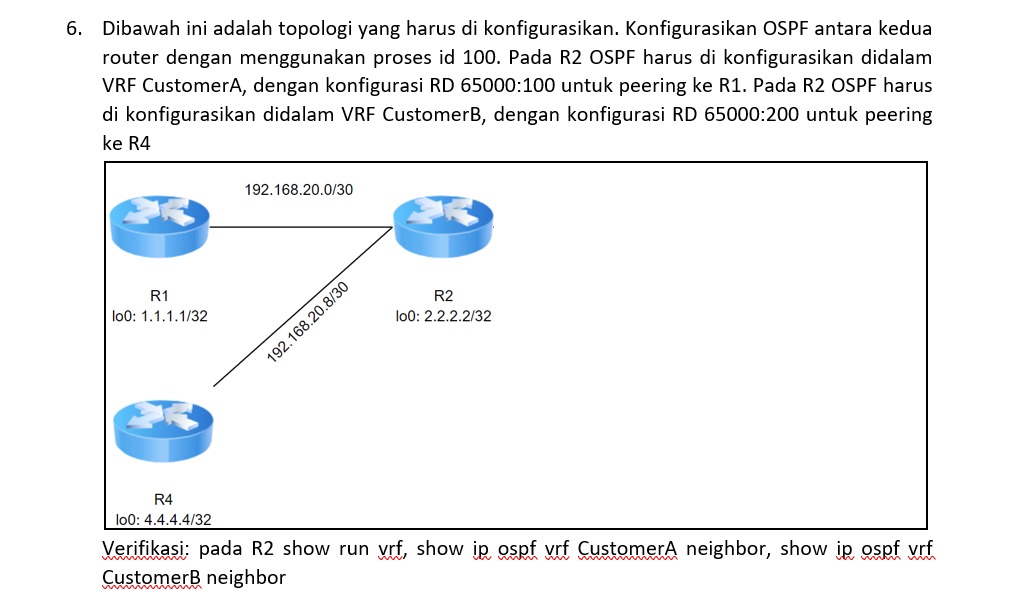 6. Dibawah ini adalah topologi yang harus di konfigurasikan. Konfigurasikan OSPF antara kedua
router dengan menggunakan proses id 100. Pada R2 OSPF harus di konfigurasikan didalam
VRF CustomerA, dengan konfigurasi RD 65000:100 untuk peering ke R1. Pada R2 OSPF harus
di konfigurasikan didalam VRF CustomerB, dengan konfigurasi RD 65000:200 untuk peering
ke R4
192.168.20.0/30
R1
lo0: 1.1.1.1/32
R2
lo0: 2.2.2.2/32
192.168.20.8/30
R4
lo0: 4.4.4.4/32
Verifikasi: pada R2 show run vrf, show ip ospf vrf CustomerA neighbor, show ip ospf vrf
CustomerB neighbor